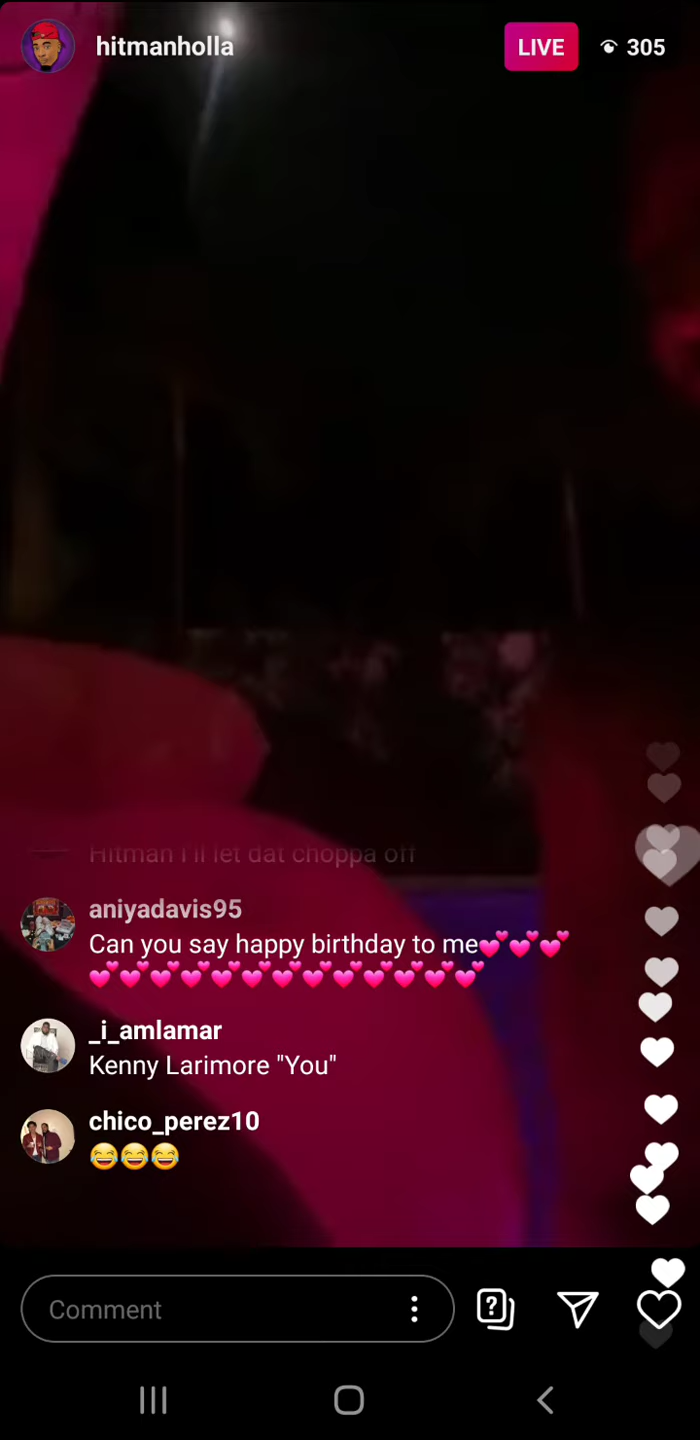 hitmanholla
LIVE
305
Hitman I'll let dat choppa off
aniyadavis95
Can you say happy birthday to me💕💕💕
💕💕💕💕💕💕💕💕💕💕💕💕💕
_i_amlamar
Kenny Larimore "You"
chico_perez10
😂😂😂
Comment